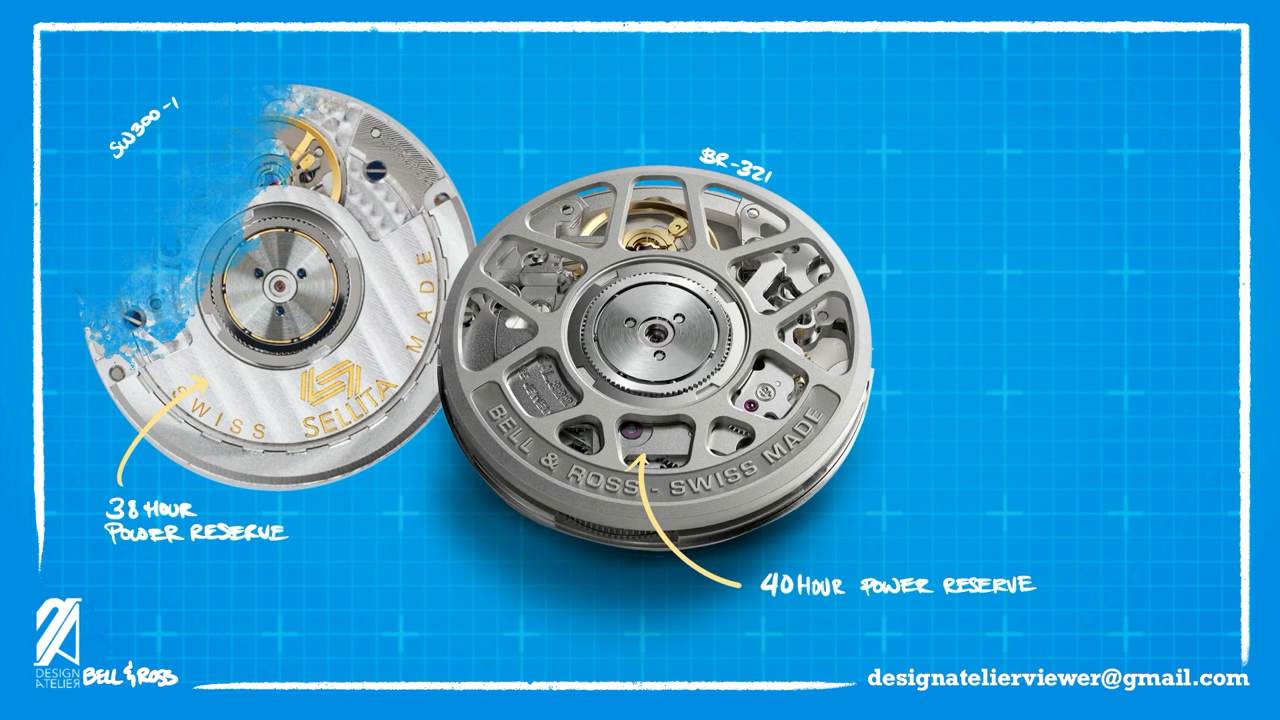 SW300-1
BR-321
SWISS MADE
SELLITA
BELL & ROSS - SWISS MADE
38 HOUR
POWER RESERVE
40 HOUR POWER RESERVE
DESIGN
ATELIER
BELL & ROSS
designatelierviewer@gmail.com